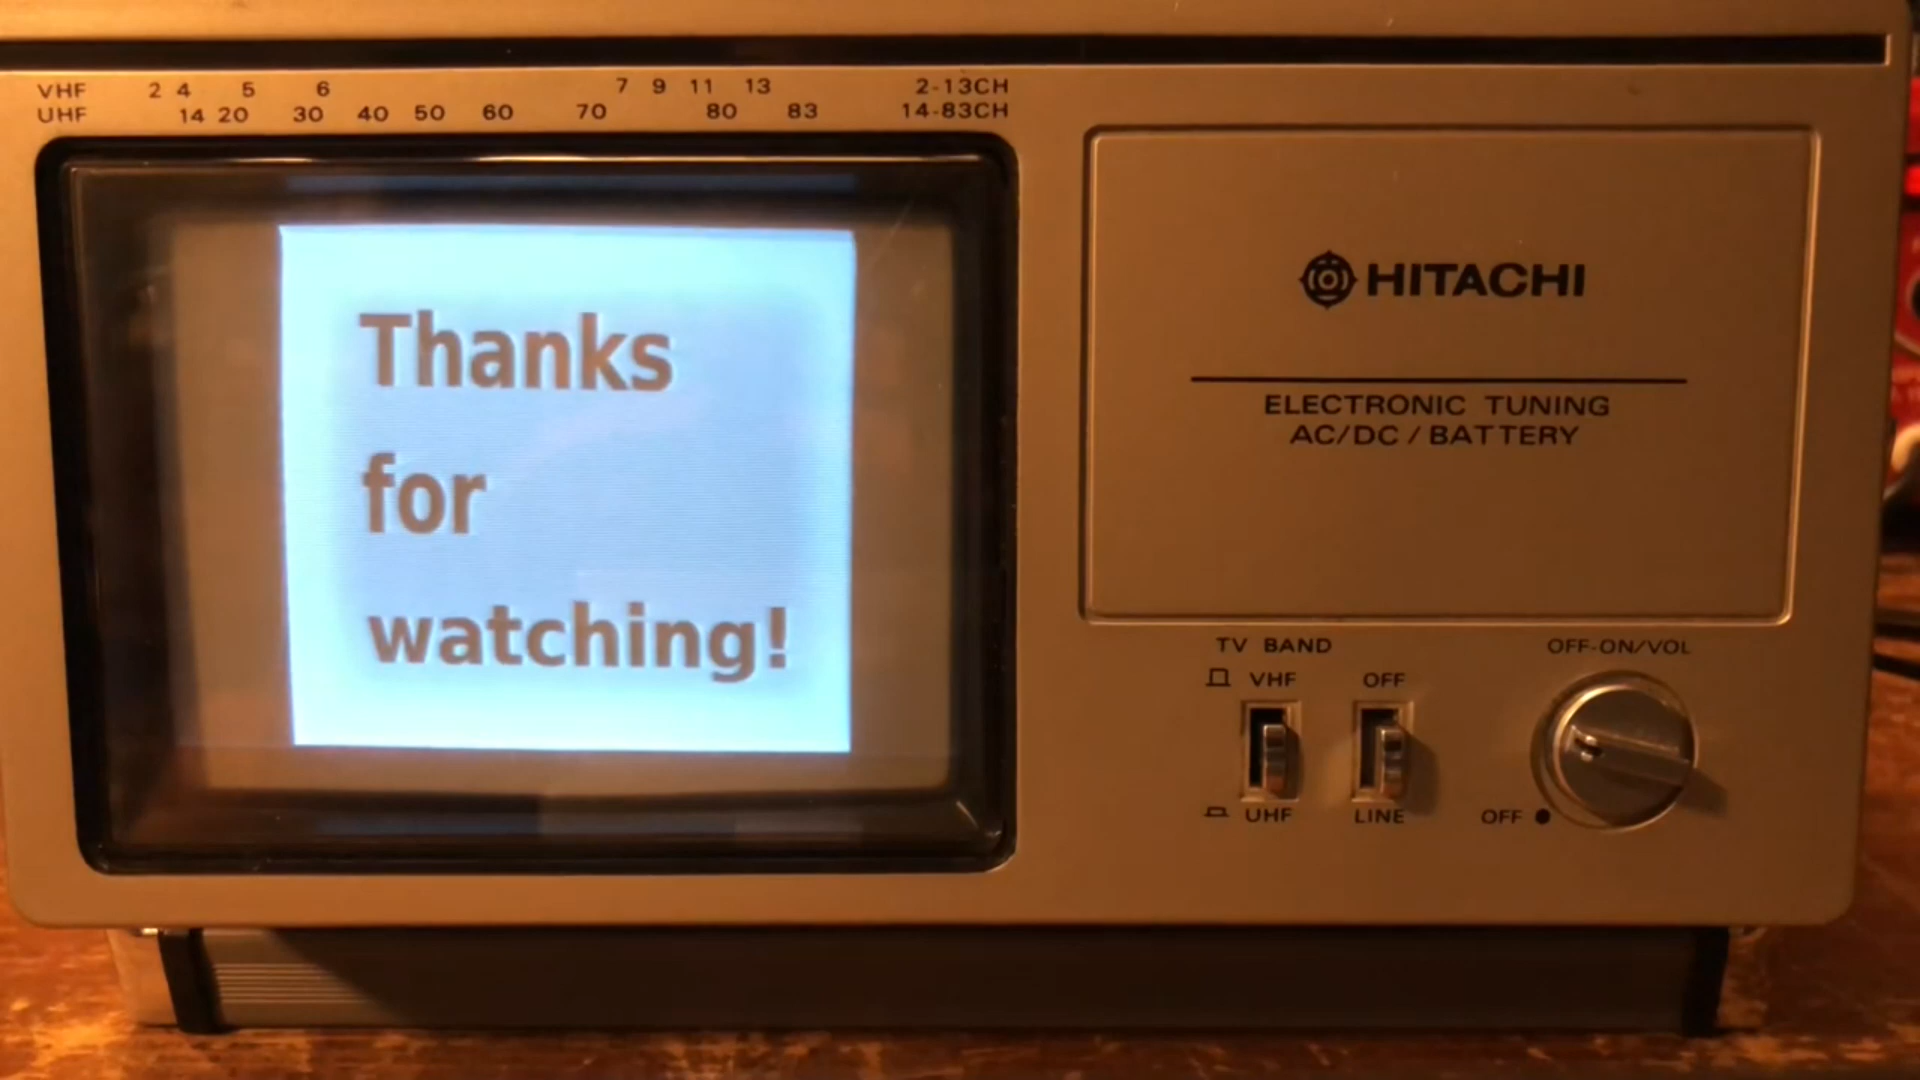 VHF 2 4 5 6 7 9 11 13 2-13CH
UHF 14 20 30 40 50 60 70 80 83 14-83CH
Thanks
for
watching!
HITACHI
ELECTRONIC TUNING
AC/DC / BATTERY
TV BAND
VHF OFF
UHF LINE
OFF-ON/VOL
OFF